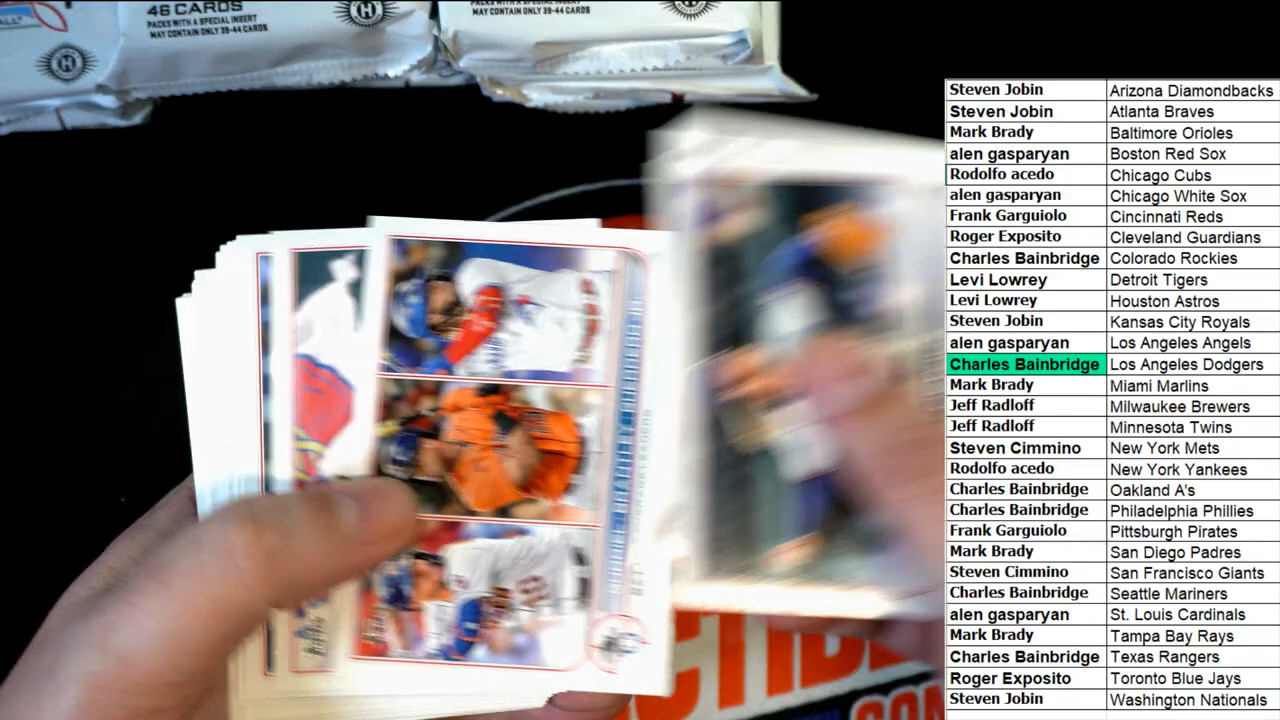 46 CARDS
PACKS WITH A SPECIAL INSERT
MAY CONTAIN ONLY 39-44 CARDS
MAY CONTAIN ONLY 39-44 CARDS
Steven Jobin Arizona Diamondbacks
Steven Jobin Atlanta Braves
Mark Brady Baltimore Orioles
alen gasparyan Boston Red Sox
Rodolfo acedo Chicago Cubs
alen gasparyan Chicago White Sox
Frank Garguiolo Cincinnati Reds
Roger Exposito Cleveland Guardians
Charles Bainbridge Colorado Rockies
Levi Lowrey Detroit Tigers
Levi Lowrey Houston Astros
Steven Jobin Kansas City Royals
alen gasparyan Los Angeles Angels
Charles Bainbridge Los Angeles Dodgers
Mark Brady Miami Marlins
Jeff Radloff Milwaukee Brewers
Jeff Radloff Minnesota Twins
Steven Cimmino New York Mets
Rodolfo acedo New York Yankees
Charles Bainbridge Oakland A's
Charles Bainbridge Philadelphia Phillies
Frank Garguiolo Pittsburgh Pirates
Mark Brady San Diego Padres
Steven Cimmino San Francisco Giants
Charles Bainbridge Seattle Mariners
alen gasparyan St. Louis Cardinals
Mark Brady Tampa Bay Rays
Charles Bainbridge Texas Rangers
Roger Exposito Toronto Blue Jays
Steven Jobin Washington Nationals